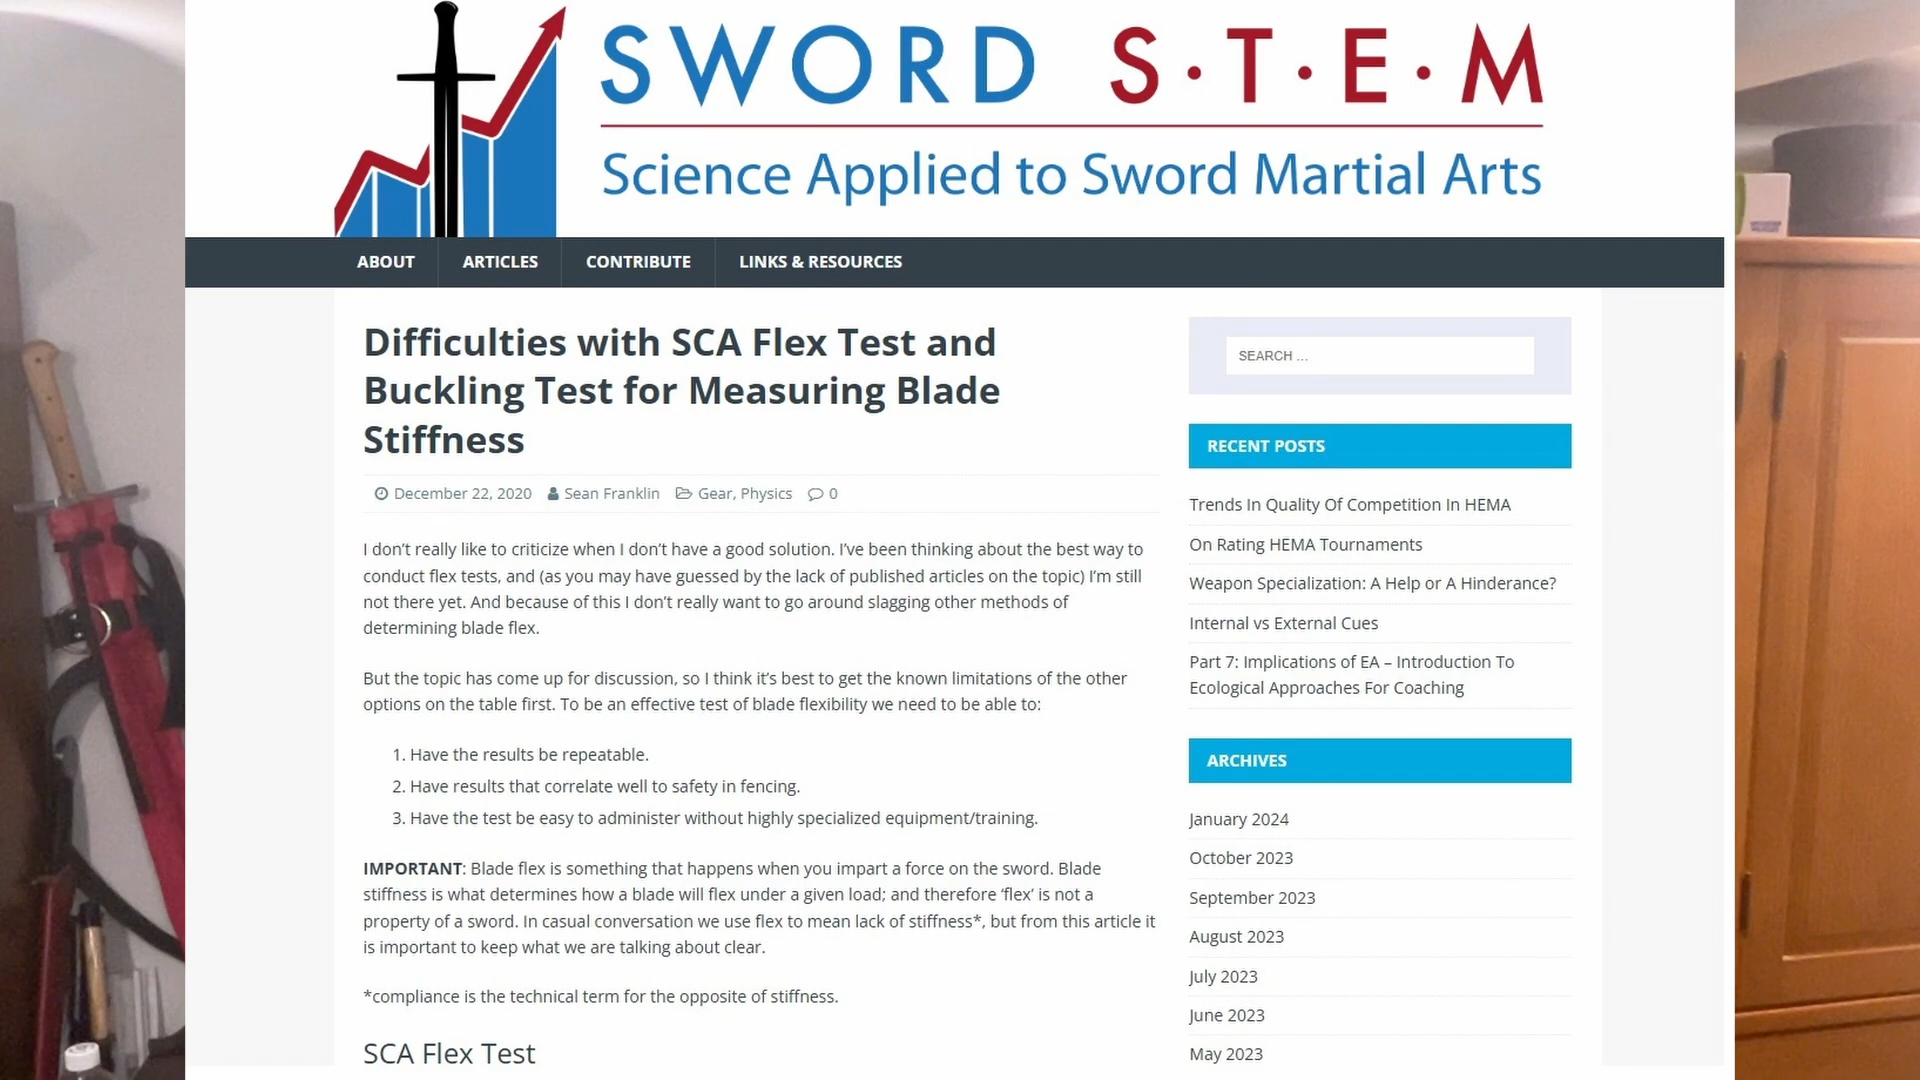 SWORD S·T·E·M
Science Applied to Sword Martial Arts
ABOUT
ARTICLES
CONTRIBUTE
LINKS & RESOURCES
Difficulties with SCA Flex Test and
Buckling Test for Measuring Blade
Stiffness
December 22, 2020 Sean Franklin Gear, Physics 0
I don’t really like to criticize when I don’t have a good solution. I’ve been thinking about the best way to
conduct flex tests, and (as you may have guessed by the lack of published articles on the topic) I’m still
not there yet. And because of this I don’t really want to go around slagging other methods of
determining blade flex.
But the topic has come up for discussion, so I think it’s best to get the known limitations of the other
options on the table first. To be an effective test of blade flexibility we need to be able to:
1. Have the results be repeatable.
2. Have results that correlate well to safety in fencing.
3. Have the test be easy to administer without highly specialized equipment/training.
IMPORTANT: Blade flex is something that happens when you impart a force on the sword. Blade
stiffness is what determines how a blade will flex under a given load; and therefore ‘flex’ is not a
property of a sword. In casual conversation we use flex to mean lack of stiffness*, but from this article it
is important to keep what we are talking about clear.
*compliance is the technical term for the opposite of stiffness.
SCA Flex Test
SEARCH …
RECENT POSTS
Trends In Quality Of Competition In HEMA
On Rating HEMA Tournaments
Weapon Specialization: A Help or A Hinderance?
Internal vs External Cues
Part 7: Implications of EA – Introduction To
Ecological Approaches For Coaching
ARCHIVES
January 2024
October 2023
September 2023
August 2023
July 2023
June 2023
May 2023